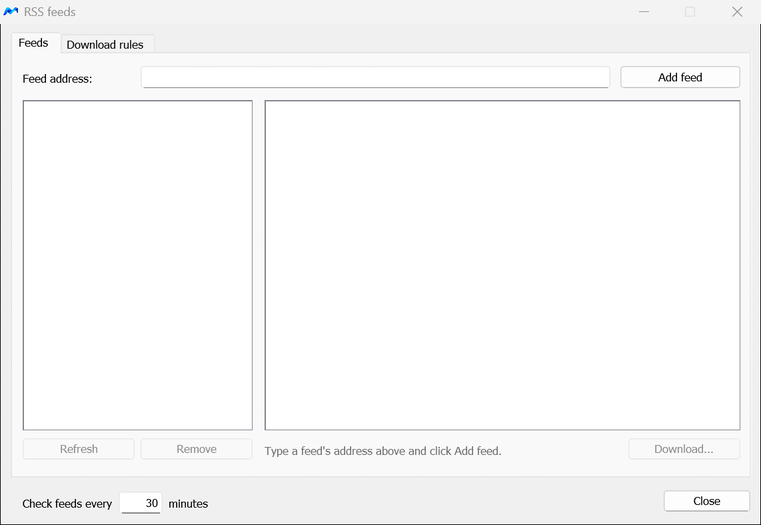 RSS feeds
Feeds
Download rules
Feed address:
Add feed
Refresh
Remove
Type a feed's address above and click Add feed.
Download...
Check feeds every 30 minutes
Close